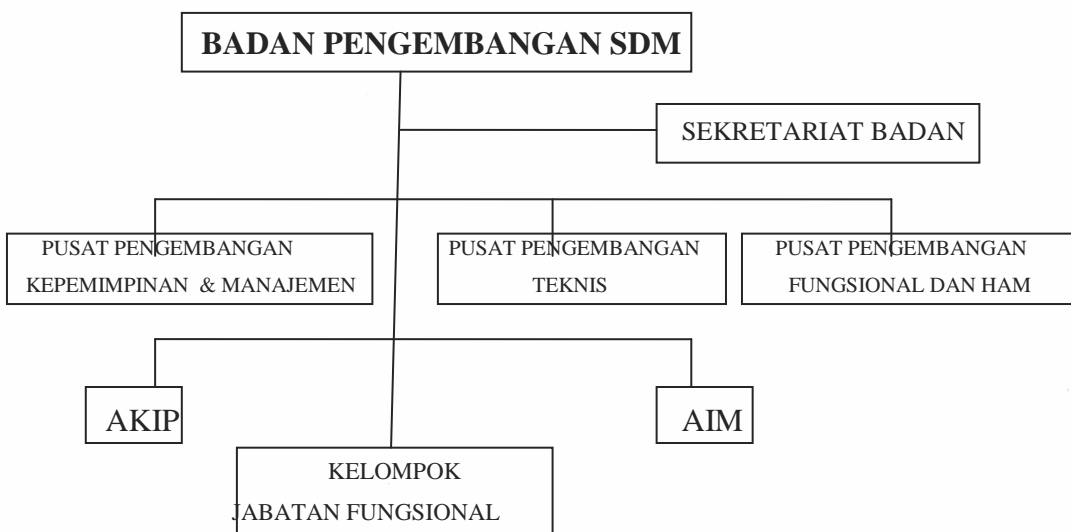 BADAN PENGEMBANGAN SDM
SEKRETARIAT BADAN
PUSAT PENGEMBANGAN
KEPEMIMPINAN & MANAJEMEN
PUSAT PENGEMBANGAN
TEKNIS
PUSAT PENGEMBANGAN
FUNGSIONAL DAN HAM
AKIP
AIM
KELOMPOK
JABATAN FUNGSIONAL